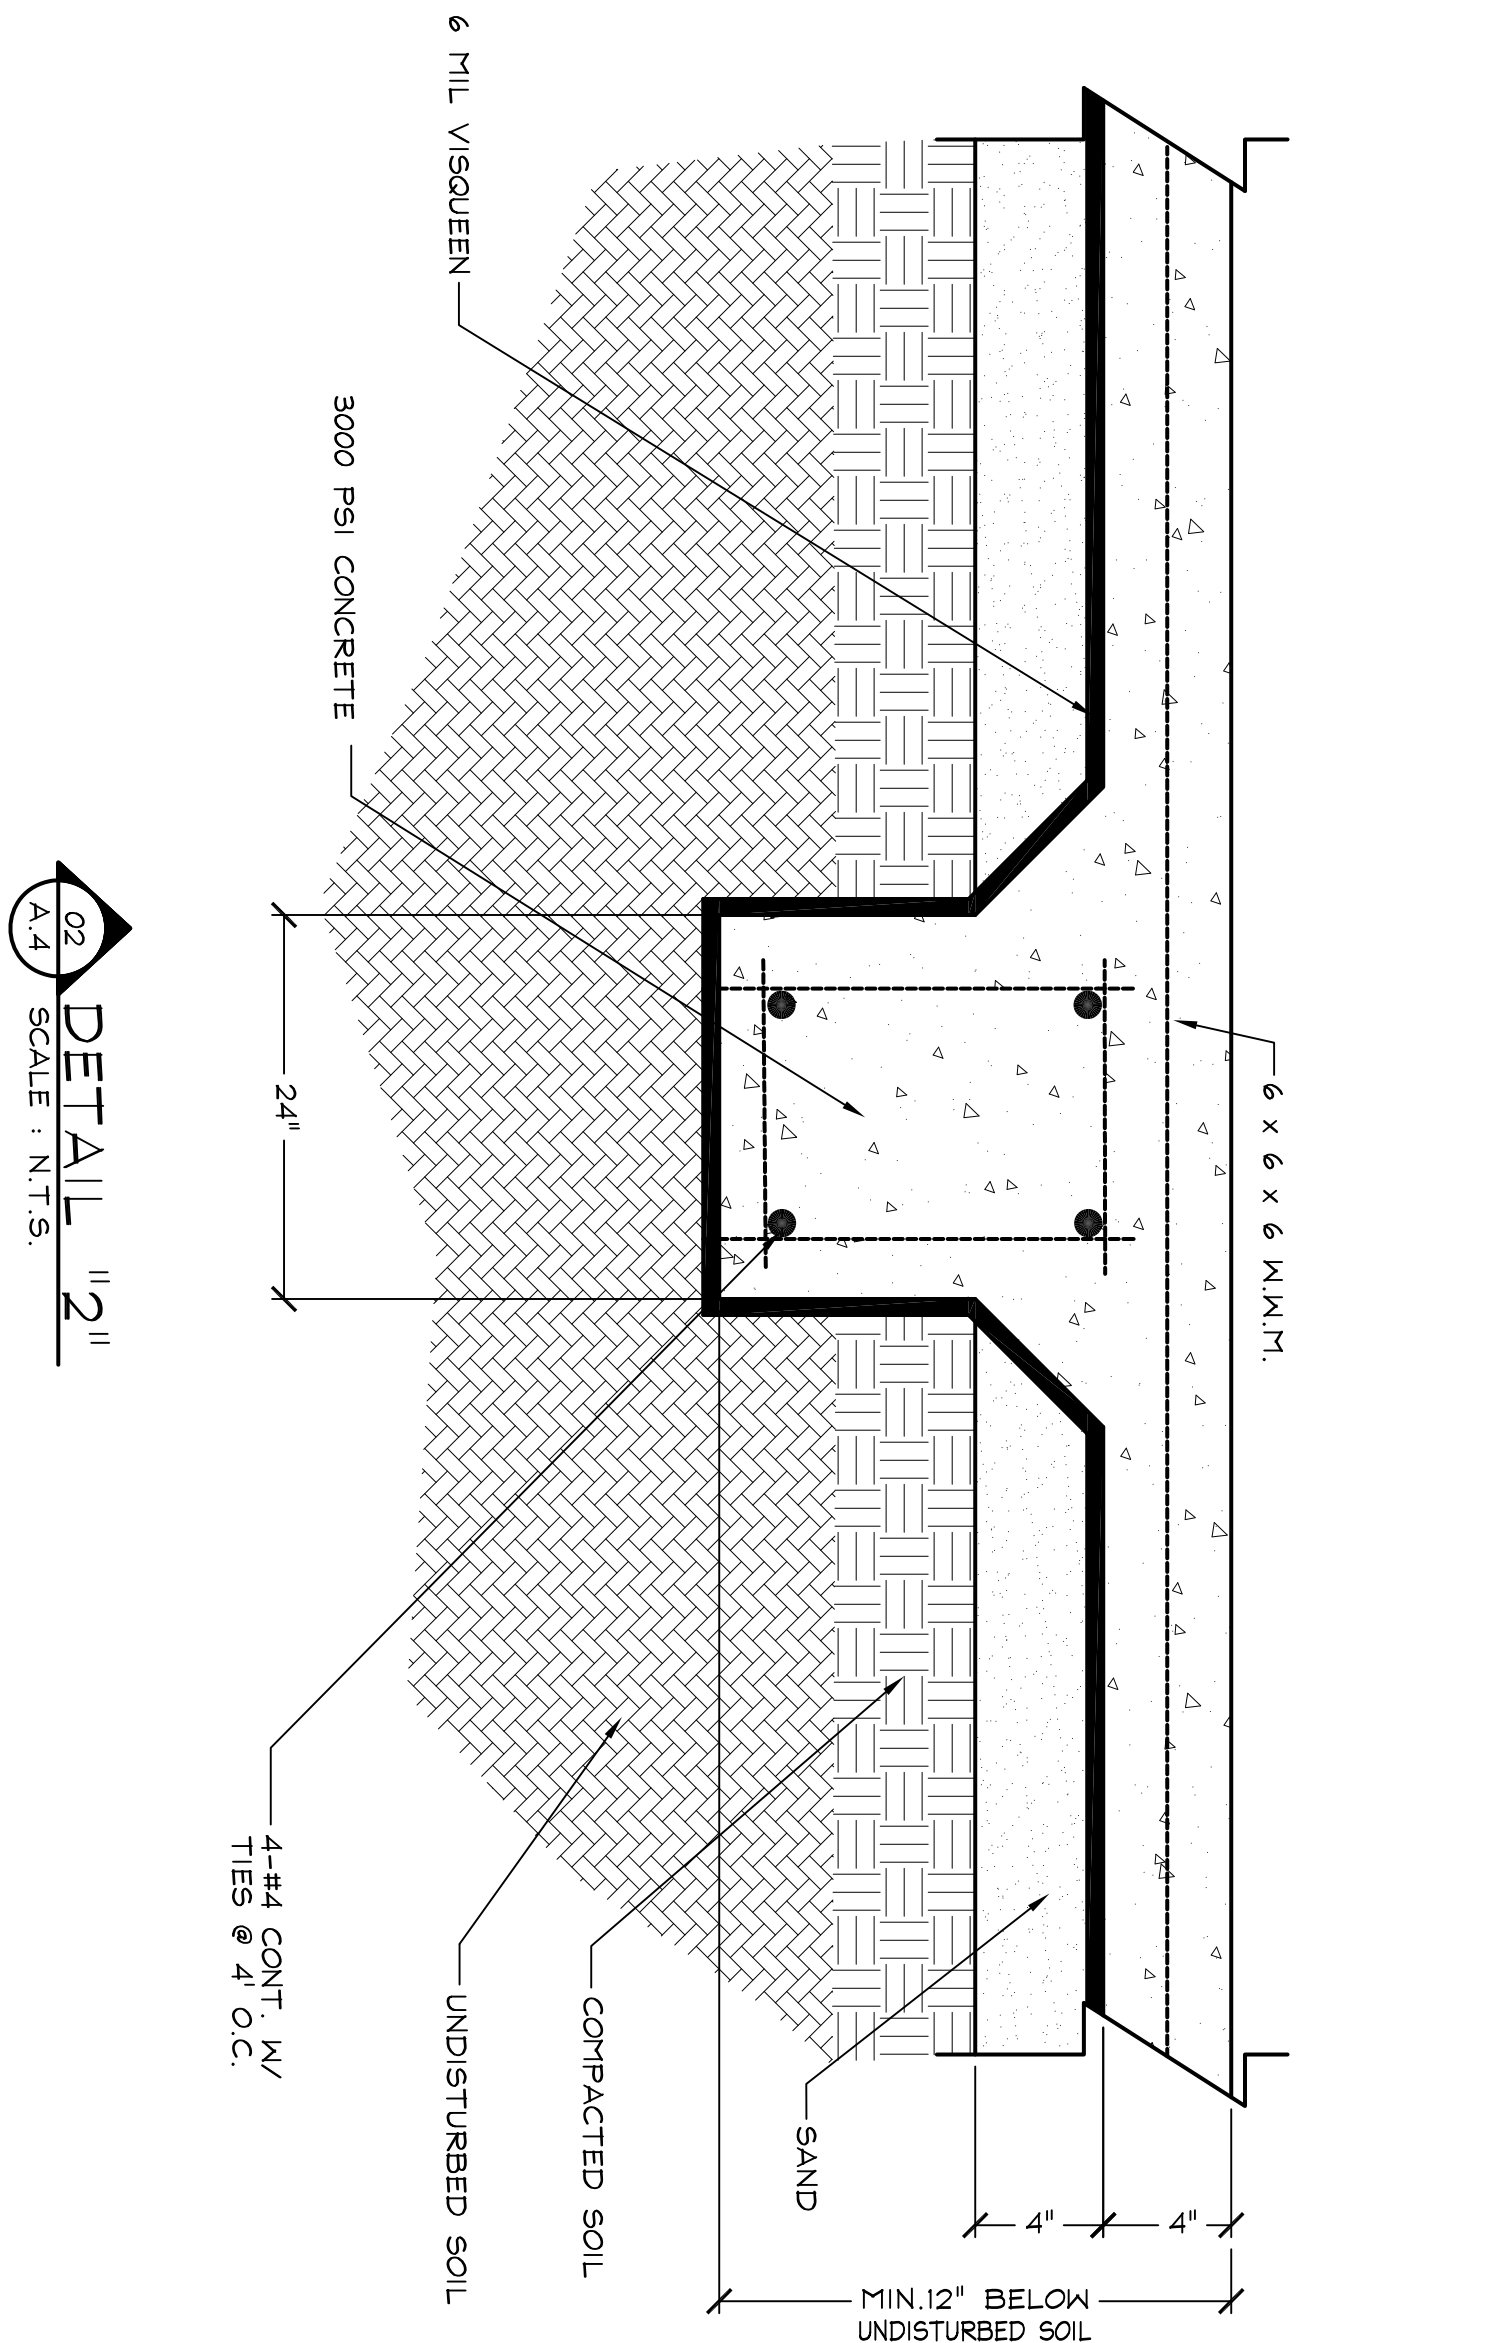 6 x 6 x 6 W.W.M.
6 MIL VISQUEEN
3000 PSI CONCRETE
SAND
COMPACTED SOIL
UNDISTURBED SOIL
4-#4 CONT. W/
TIES @ 4' O.C.
4"
4"
MIN.12" BELOW
UNDISTURBED SOIL
24"
02
A.4
DETAIL "2"
SCALE : N.T.S.